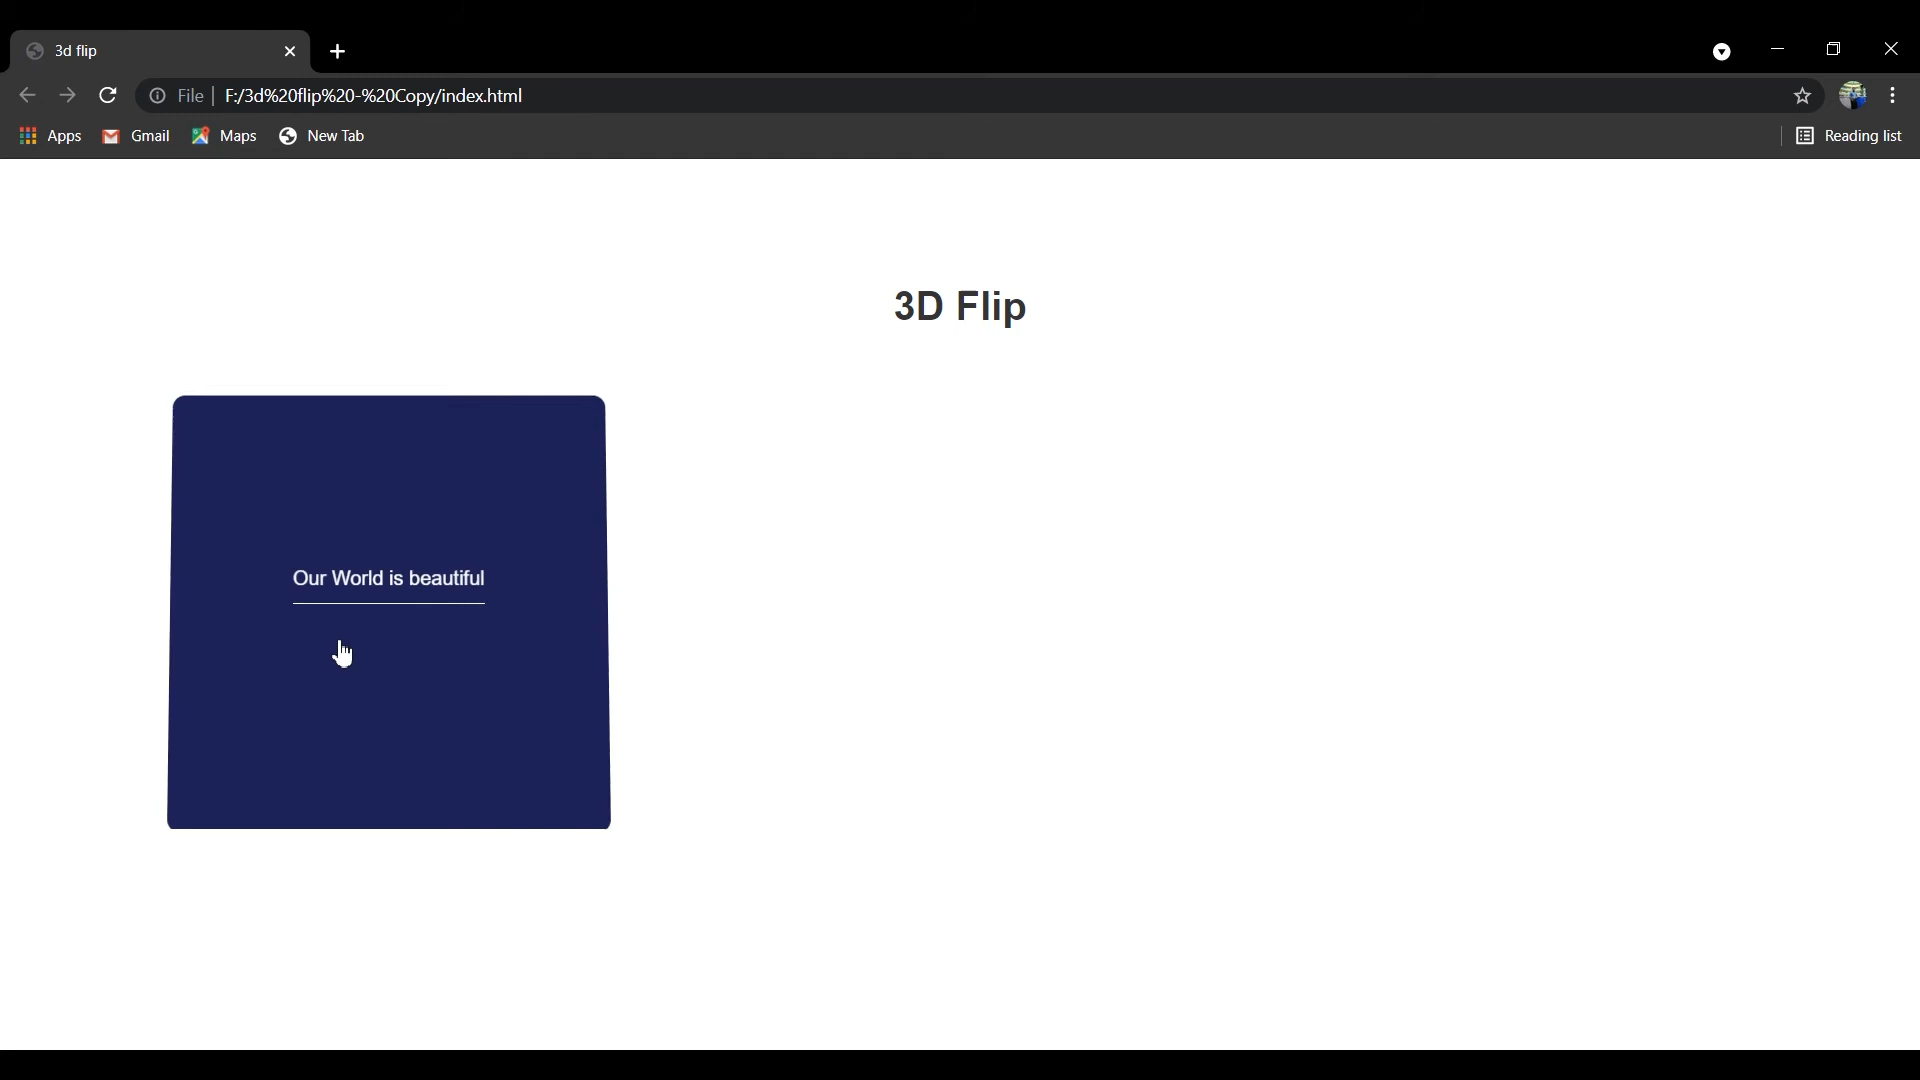 3d flip
File F:/3d%20flip%20-%20Copy/index.html
Apps Gmail Maps New Tab Reading list
3D Flip
Our World is beautiful